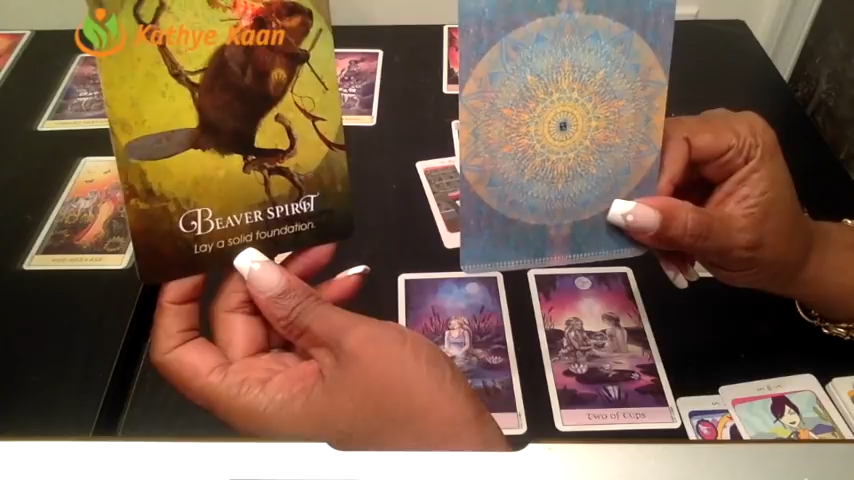 Kathye Kaan
BEAVER SPIRIT
LAY a solid foundation.
Two of Cups